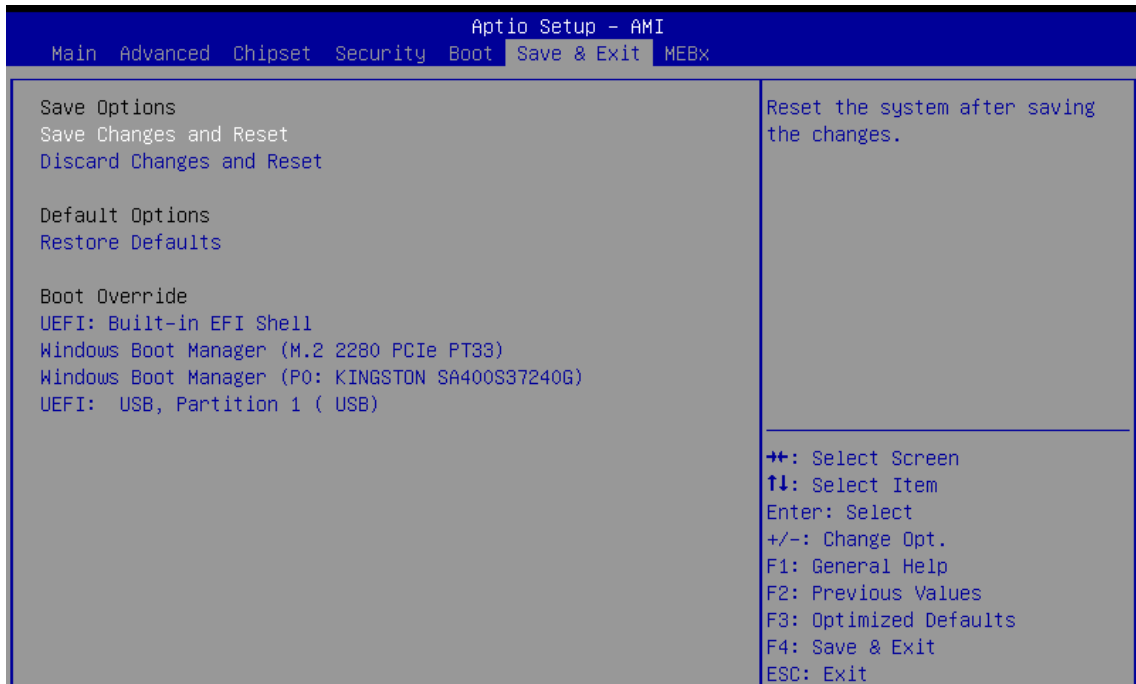 Aptio Setup – AMI
Main Advanced Chipset Security Boot Save & Exit MEBx
Save Options
Save Changes and Reset
Discard Changes and Reset
Default Options
Restore Defaults
Boot Override
UEFI: Built-in EFI Shell
Windows Boot Manager (M.2 2280 PCIe PT33)
Windows Boot Manager (P0: KINGSTON SA400S37240G)
UEFI:  USB, Partition 1 ( USB)
Reset the system after saving
the changes.
→←: Select Screen
↑↓: Select Item
Enter: Select
+/-: Change Opt.
F1: General Help
F2: Previous Values
F3: Optimized Defaults
F4: Save & Exit
ESC: Exit